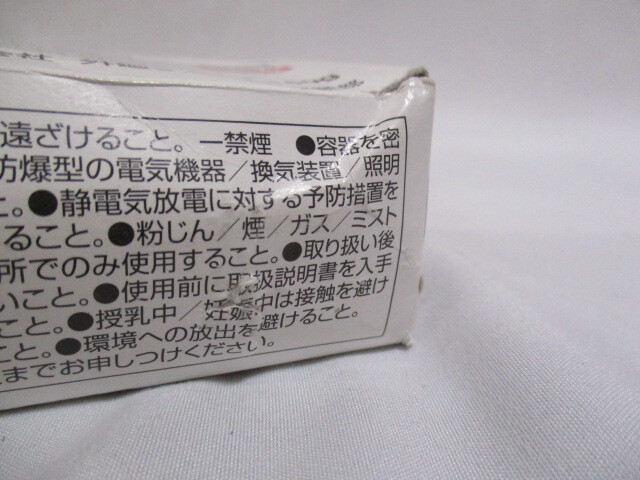 遠ざけること。ー禁煙 ●容器を密
防爆型の電気機器/換気装置/照明
と。●静電気放電に対する予防措置を
ること。●粉じん/煙/ガス/ミスト
所でのみ使用すること。●取り扱い後
いこと。●使用前に取扱説明書を入手
こと。●授乳中/妊娠中は接触を避け
こと。●環境への放出を避けること。
までお申しつけください。